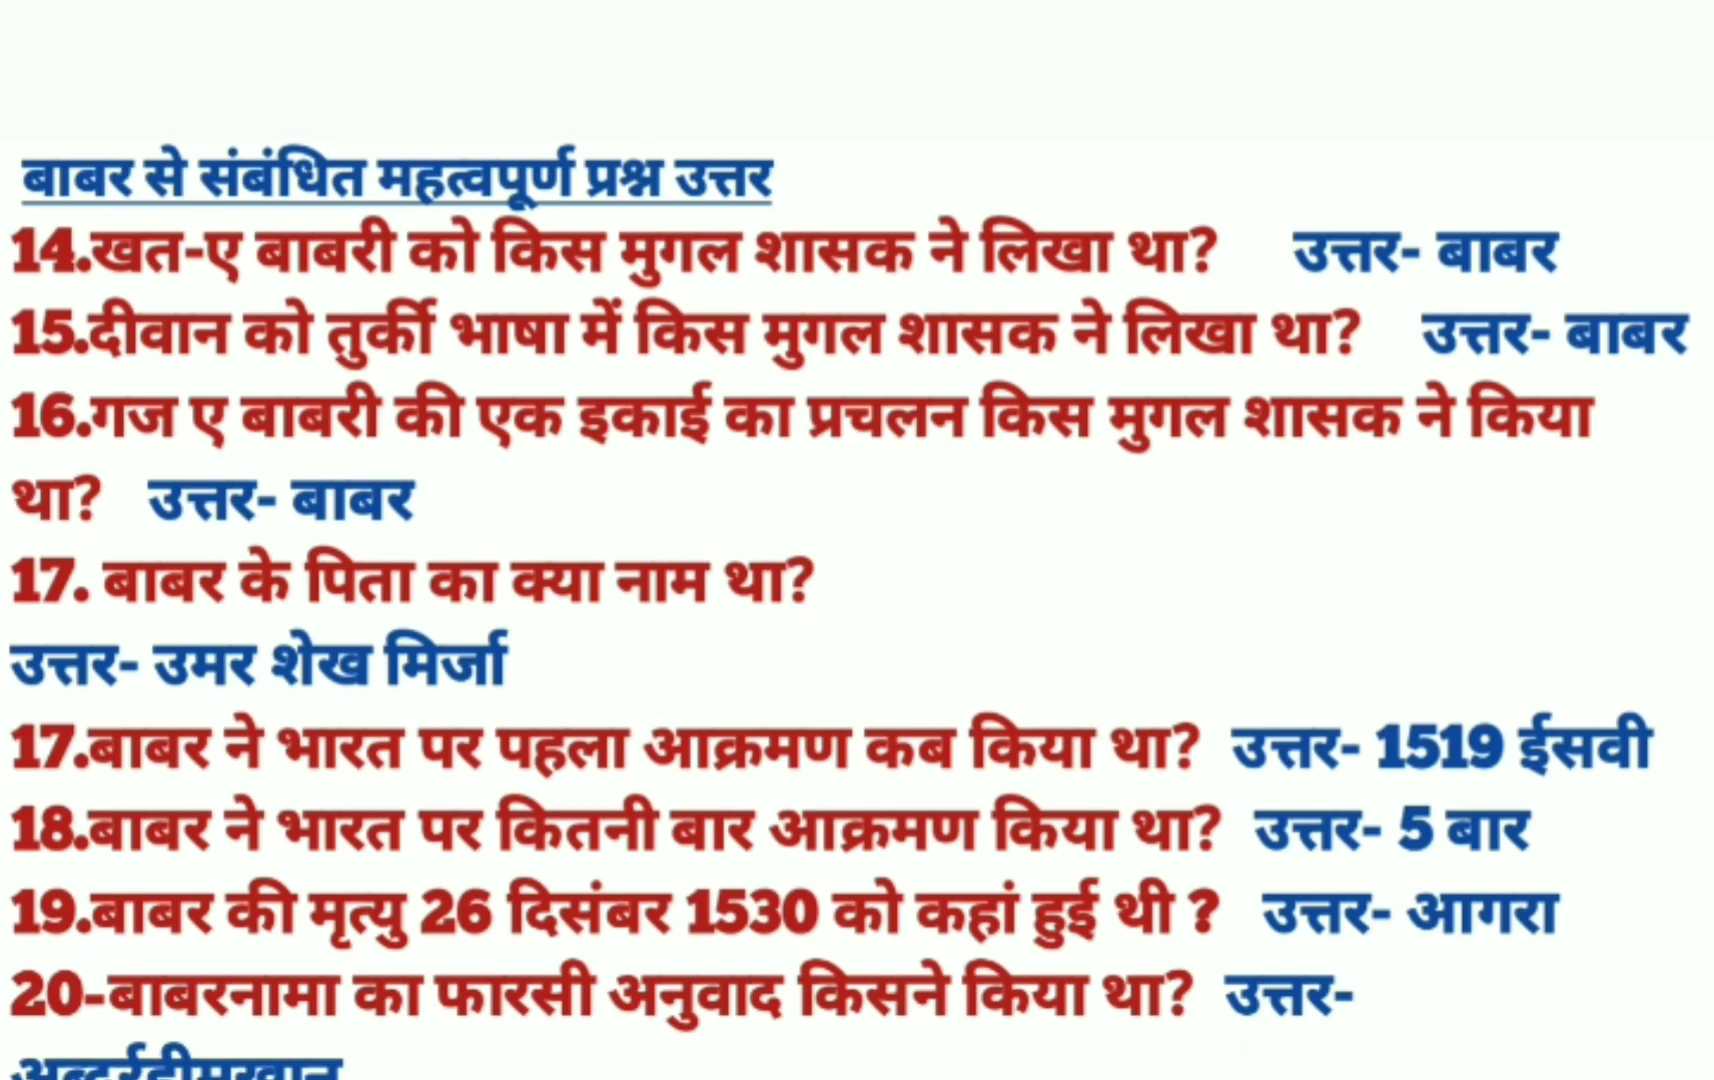 बाबर से संबंधित महत्वपूर्ण प्रश्न उत्तर
14.खत-ए बाबरी को किस मुगल शासक ने लिखा था? उत्तर- बाबर
15.दीवान को तुर्की भाषा में किस मुगल शासक ने लिखा था? उत्तर- बाबर
16.गज ए बाबरी की एक इकाई का प्रचलन किस मुगल शासक ने किया
था? उत्तर- बाबर
17. बाबर के पिता का क्या नाम था?
उत्तर- उमर शेख मिर्जा
17.बाबर ने भारत पर पहला आक्रमण कब किया था? उत्तर- 1519 ईसवी
18.बाबर ने भारत पर कितनी बार आक्रमण किया था? उत्तर- 5 बार
19.बाबर की मृत्यु 26 दिसंबर 1530 को कहां हुई थी ? उत्तर- आगरा
20-बाबरनामा का फारसी अनुवाद किसने किया था? उत्तर-